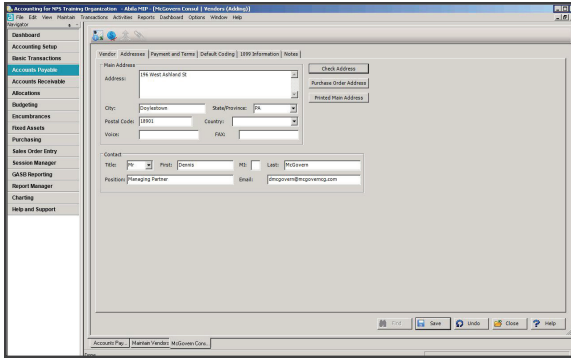 Accounting for NPS Training Organization - Abila MIP - [McGovern Consul | Vendors (Adding)]
File Edit View Maintain Transactions Activities Reports Dashboard Options Window Help
Navigator
Dashboard
Accounting Setup
Basic Transactions
Accounts Payable
Accounts Receivable
Allocations
Budgeting
Encumbrances
Fixed Assets
Purchasing
Sales Order Entry
Session Manager
GASB Reporting
Report Manager
Charting
Help and Support
Vendor Addresses Payment and Terms Default Coding 1099 Information Notes
Main Address
Address: 196 West Ashland St
City: Doylestown State/Province: PA
Postal Code: 18901 Country:
Voice: FAX:
Check Address
Purchase Order Address
Printed Main Address
Contact
Title: Mr First: Dennis MI: Last: McGovern
Position: Managing Partner Email: dmcgovern@mcgoverncg.com
Find Save Undo Close Help
Accounts Pay... Maintain Vendors McGovern Cons...